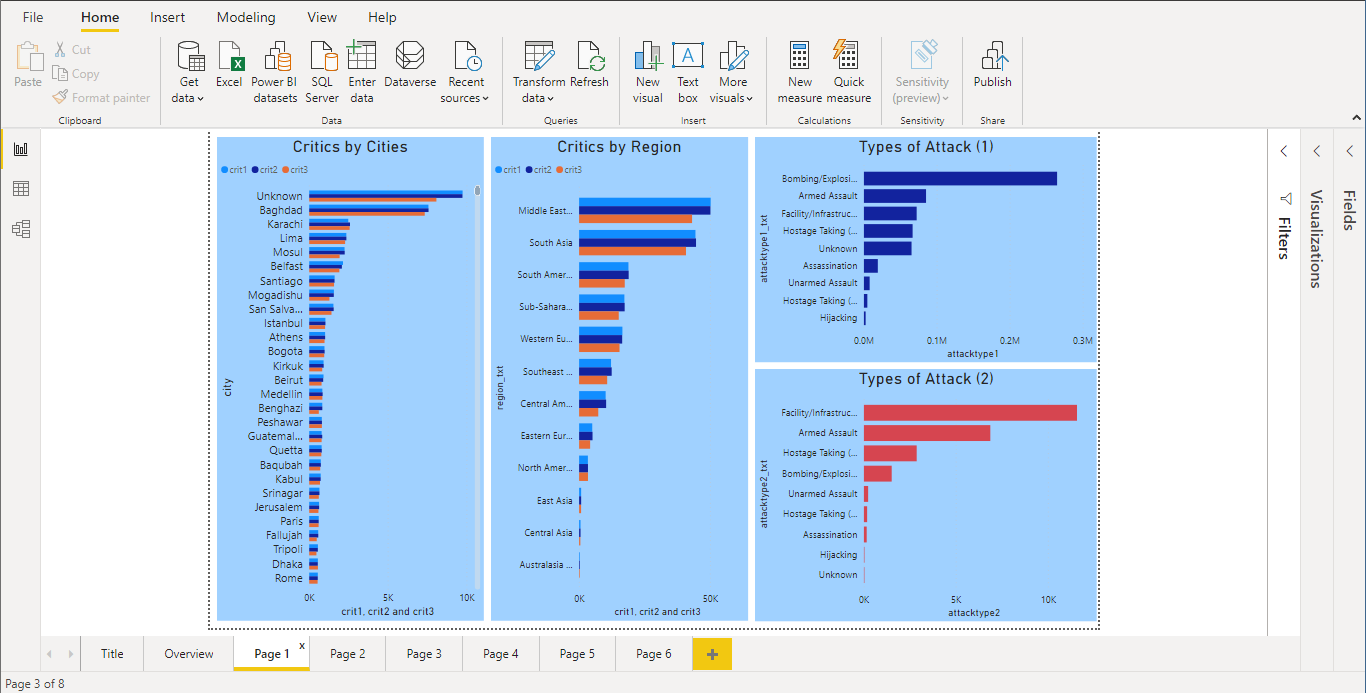 File Home Insert Modeling View Help
Paste
Cut
Copy
Format painter
Clipboard
Get data
Excel
Power BI datasets
SQL Server
Enter data
Dataverse
Recent sources
Data
Transform data
Refresh
Queries
New visual
Text box
More visuals
Insert
New measure
Quick measure
Calculations
Sensitivity (preview)
Sensitivity
Publish
Share
Critics by Cities
crit1 crit2 crit3
city
Unknown
Baghdad
Karachi
Lima
Mosul
Belfast
Santiago
Mogadishu
San Salva...
Istanbul
Athens
Bogota
Kirkuk
Beirut
Medellin
Benghazi
Peshawar
Guatemal...
Quetta
Baqubah
Kabul
Srinagar
Jerusalem
Paris
Fallujah
Tripoli
Dhaka
Rome
0K 5K 10K
crit1, crit2 and crit3
Critics by Region
crit1 crit2 crit3
region_txt
Middle East...
South Asia
South Amer...
Sub-Sahara...
Western Eu...
Southeast ...
Central Am...
Eastern Eur...
North Amer...
East Asia
Central Asia
Australasia ...
0K 50K
crit1, crit2 and crit3
Types of Attack (1)
attacktype1_txt
Bombing/Explosi...
Armed Assault
Facility/Infrastruc...
Hostage Taking (...
Unknown
Assassination
Unarmed Assault
Hostage Taking (...
Hijacking
0.0M 0.1M 0.2M 0.3M
attacktype1
Types of Attack (2)
attacktype2_txt
Facility/Infrastruc...
Armed Assault
Hostage Taking (...
Bombing/Explosi...
Unarmed Assault
Hostage Taking (...
Assassination
Hijacking
Unknown
0K 5K 10K
attacktype2
Filters
Visualizations
Fields
Title Overview Page 1 x Page 2 Page 3 Page 4 Page 5 Page 6 +
Page 3 of 8